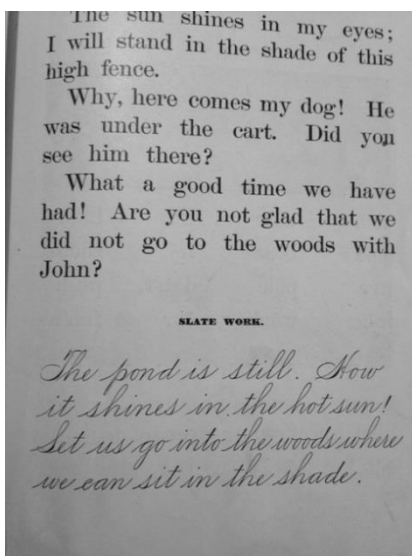 The sun shines in my eyes;
I will stand in the shade of this
high fence.
Why, here comes my dog! He
was under the cart. Did you
see him there?
What a good time we have
had! Are you not glad that we
did not go to the woods with
John?
SLATE WORK.
The pond is still. How
it shines in the hot sun!
Let us go into the woods where
we can sit in the shade.